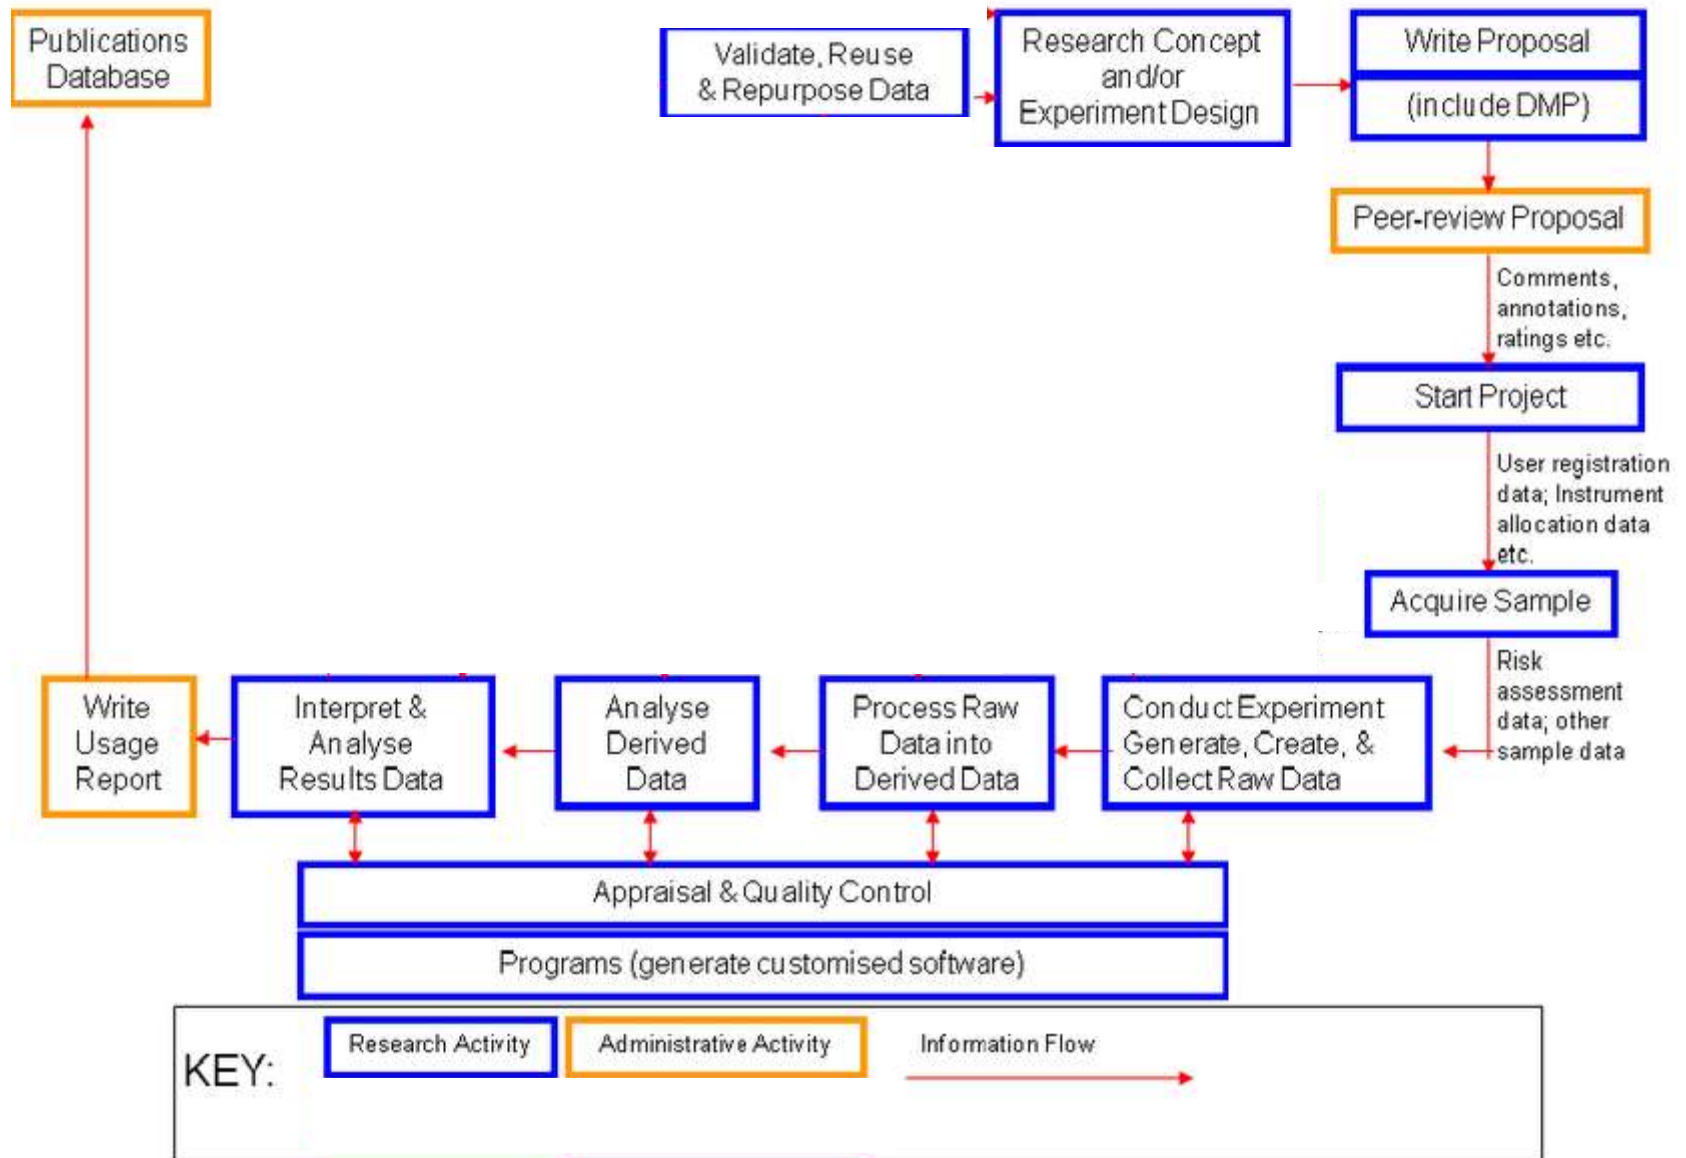 Publications
Database
Validate, Reuse
& Repurpose Data
Research Concept
and/or
Experiment Design
Write Proposal
(include DMP)
Peer-review Proposal
Comments,
annotations,
ratings etc.
Start Project
User registration
data; Instrument
allocation data
etc.
Acquire Sample
Risk
assessment
data; other
sample data
Write
Usage
Report
Interpret &
Analyse
Results Data
Analyse
Derived
Data
Process Raw
Data into
Derived Data
Conduct Experiment
Generate, Create, &
Collect Raw Data
Appraisal & Quality Control
Programs (generate customised software)
KEY:
Research Activity
Administrative Activity
Information Flow